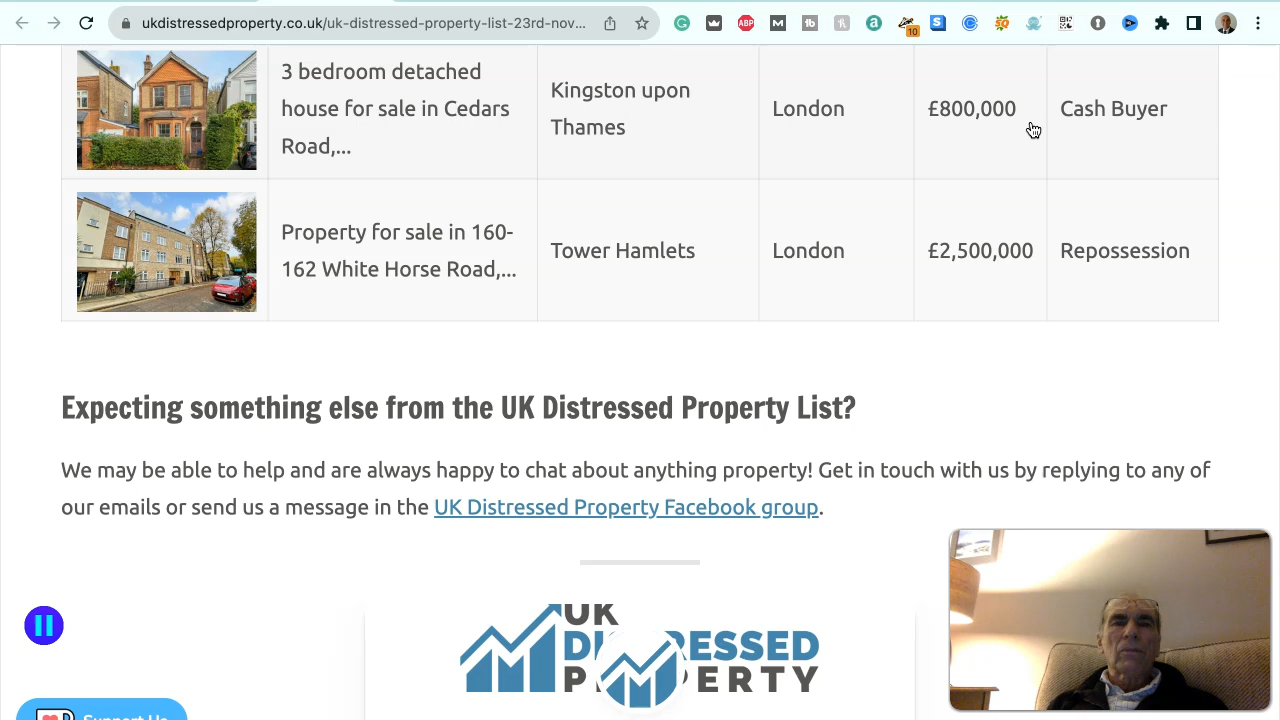 ukdistressedproperty.co.uk/uk-distressed-property-list-23rd-nov...
ABP
10
3 bedroom detached
house for sale in Cedars
Road,...
Kingston upon
Thames
London
£800,000
Cash Buyer
Property for sale in 160-
162 White Horse Road,...
Tower Hamlets
London
£2,500,000
Repossession
Expecting something else from the UK Distressed Property List?
We may be able to help and are always happy to chat about anything property! Get in touch with us by replying to any of
our emails or send us a message in the UK Distressed Property Facebook group.
UK
DISTRESSED
PROPERTY
Support Us